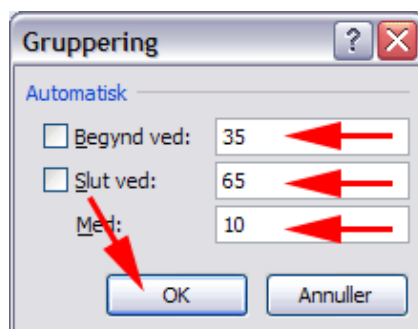 Gruppering
Automatisk
Begynd ved: 35
Slut ved: 65
Med: 10
OK Annuller